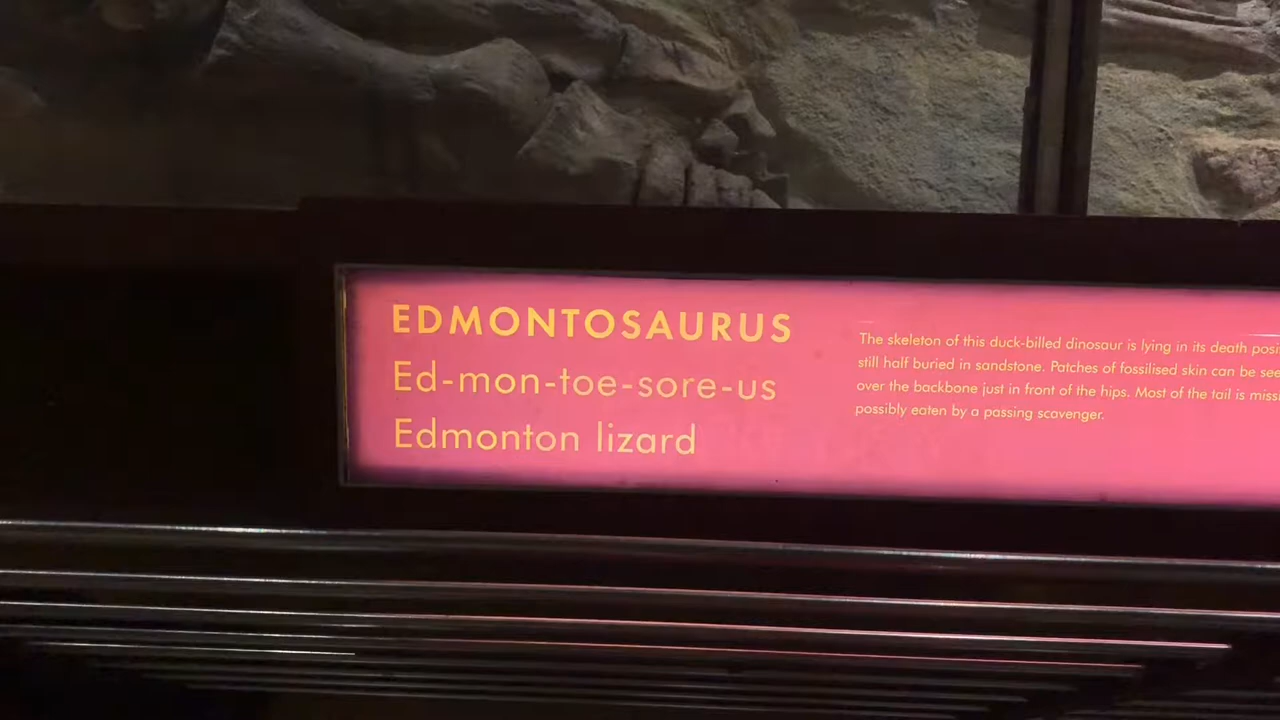 EDMONTOSAURUS
Ed-mon-toe-sore-us
Edmonton lizard
The skeleton of this duck-billed dinosaur is lying in its death
still half buried in sandstone. Patches of fossilised skin can be
over the backbone just in front of the hips. Most of the tail is
possibly eaten by a passing scavenger.